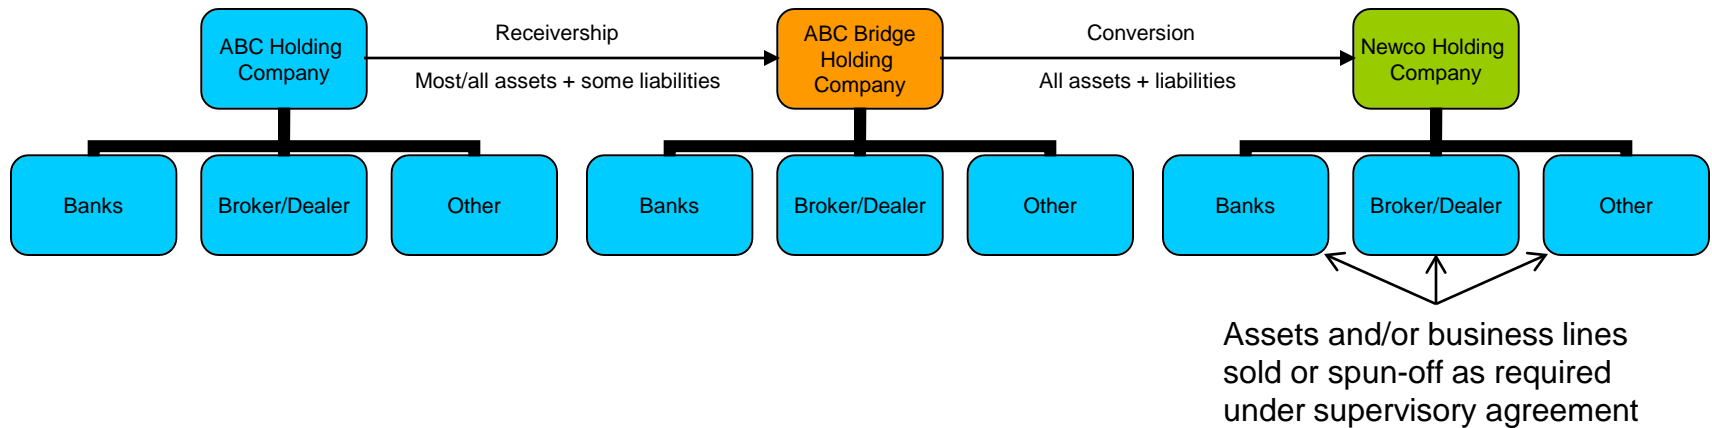 ABC Holding
Company
Receivership
Most/all assets + some liabilities
ABC Bridge
Holding
Company
Conversion
All assets + liabilities
Newco Holding
Company
Banks
Broker/Dealer
Other
Banks
Broker/Dealer
Other
Banks
Broker/Dealer
Other
Assets and/or business lines
sold or spun-off as required
under supervisory agreement